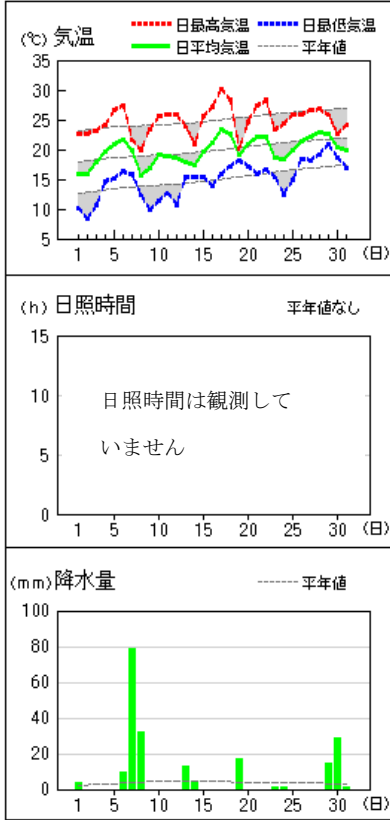 (℃) 気温
日最高気温 日最低気温
日平均気温 平年値
35
30
25
20
15
10
5
1 5 10 15 20 25 30 (日)
(h) 日照時間 平年値なし
15
10
5
0
日照時間は観測して
いません
1 5 10 15 20 25 30 (日)
(mm) 降水量 平年値
100
80
60
40
20
0
1 5 10 15 20 25 30 (日)